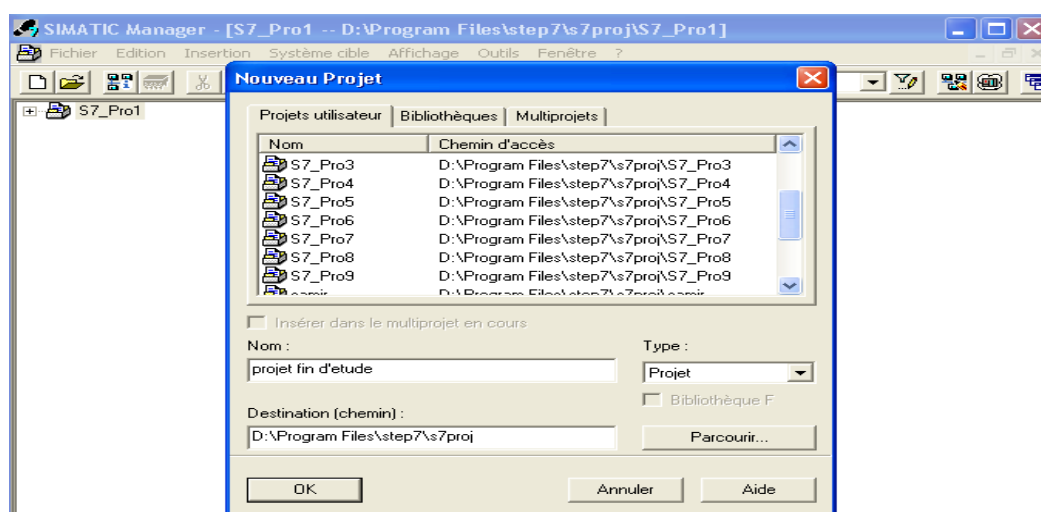 SIMATIC Manager - [S7_Pro1 -- D:\Program Files\step7\s7proj\S7_Pro1]
Fichier Edition Insertion Système cible Affichage Outils Fenêtre ?
Nouveau Projet
S7_Pro1
Projets utilisateur Bibliothèques Multiprojets
Nom Chemin d'accès
S7_Pro3 D:\Program Files\step7\s7proj\S7_Pro3
S7_Pro4 D:\Program Files\step7\s7proj\S7_Pro4
S7_Pro5 D:\Program Files\step7\s7proj\S7_Pro5
S7_Pro6 D:\Program Files\step7\s7proj\S7_Pro6
S7_Pro7 D:\Program Files\step7\s7proj\S7_Pro7
S7_Pro8 D:\Program Files\step7\s7proj\S7_Pro8
S7_Pro9 D:\Program Files\step7\s7proj\S7_Pro9
Insérer dans le multiprojet en cours
Nom : Type :
projet fin d'etude Projet
Bibliothèque F
Destination (chemin) :
D:\Program Files\step7\s7proj Parcourir...
OK Annuler Aide